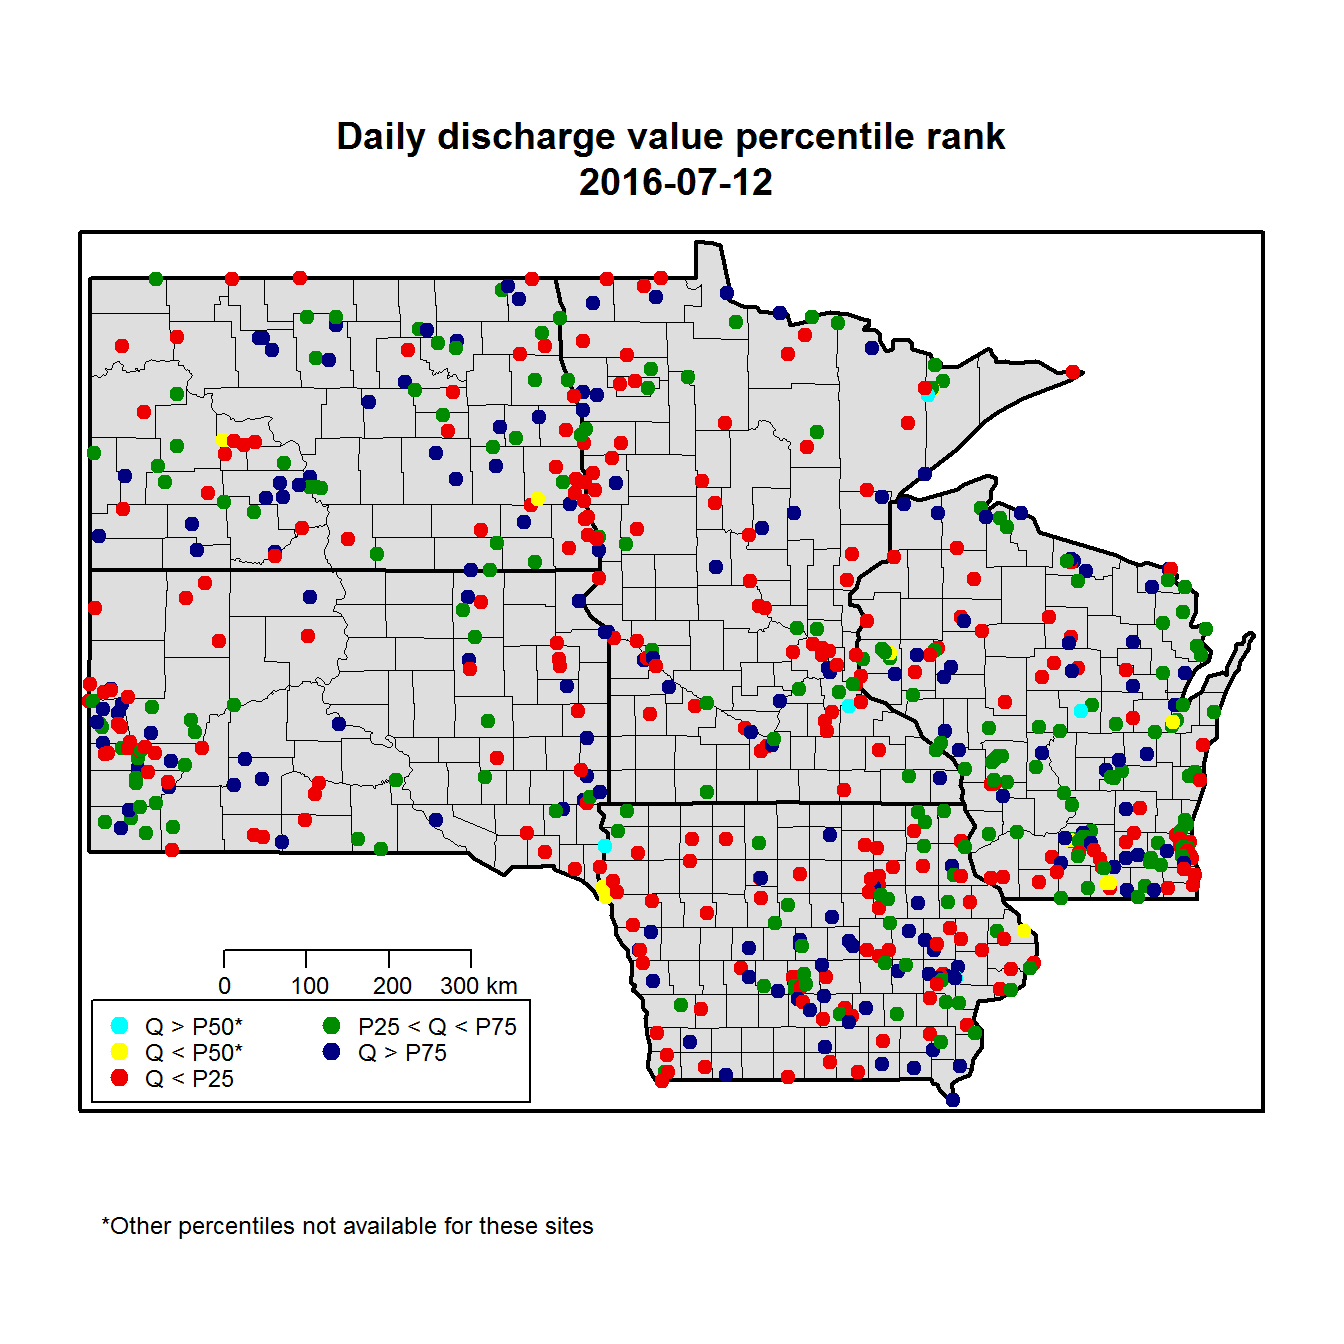 Daily discharge value percentile rank
2016-07-12
0 100 200 300 km
Q > P50* P25 < Q < P75
Q < P50* Q > P75
Q < P25
*Other percentiles not available for these sites